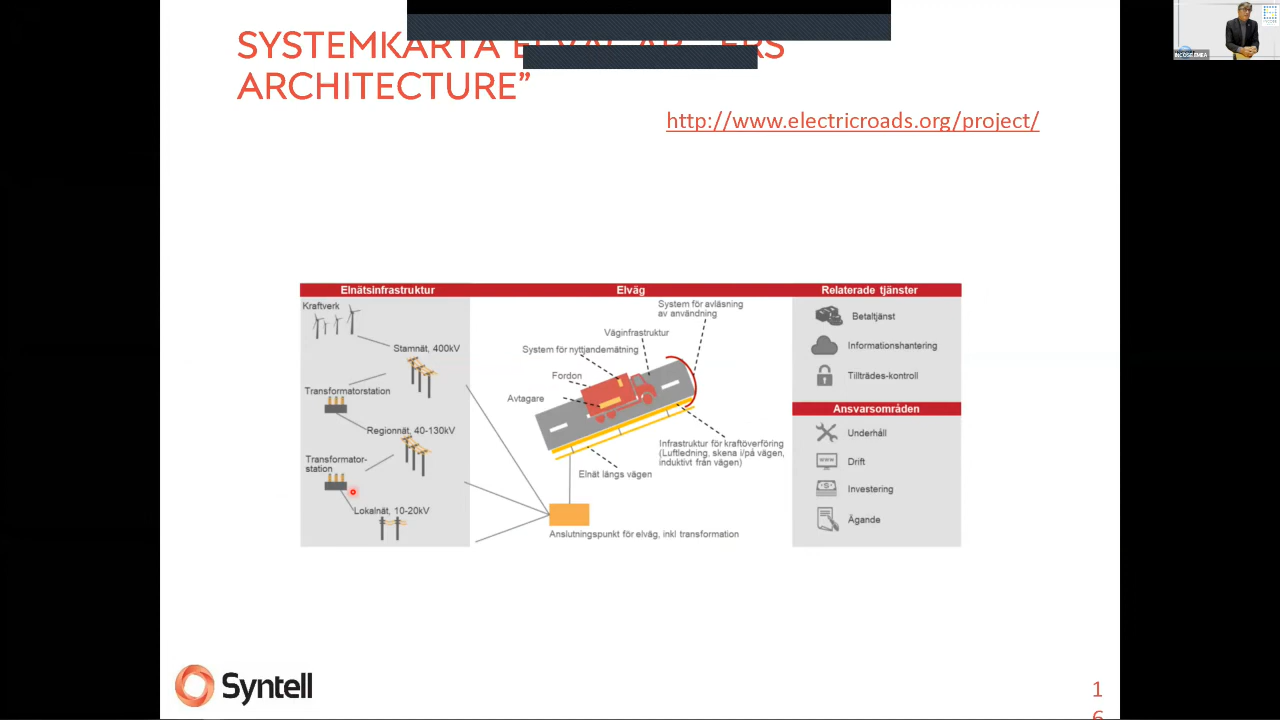 SYSTEMKARTA
ERS
ARCHITECTURE”
http://www.electricroads.org/project/
Elnätsinfrastruktur
Kraftverk
Stamnät, 400kV
Transformatorstation
Regionnät, 40-130kV
Transformator-
station
Lokalnät, 10-20kV
Elväg
System för avläsning
av användning
Väginfrastruktur
System för nyttjandemätning
Fordon
Avtagare
Infrastruktur för kraftöverföring
(Luftledning, skena i/på vägen,
induktivt från vägen)
Elnät längs vägen
Anslutningspunkt för elväg, inkl transformation
Relaterade tjänster
Betaltjänst
Informationshantering
Tillträdes-kontroll
Ansvarsområden
Underhåll
Drift
Investering
Ägande
Syntell
1
6